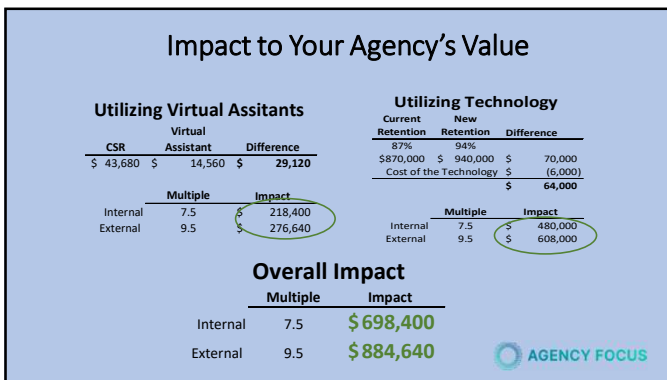 Impact to Your Agency's Value
Utilizing Virtual Assitants
Virtual
CSR Assistant Difference
$ 43,680 $ 14,560 $ 29,120
Multiple Impact
Internal 7.5 $ 218,400
External 9.5 $ 276,640
Utilizing Technology
Current New
Retention Retention Difference
87% 94%
$870,000 $ 940,000 $ 70,000
Cost of the Technology $ (6,000)
$ 64,000
Multiple Impact
Internal 7.5 $ 480,000
External 9.5 $ 608,000
Overall Impact
Multiple Impact
Internal 7.5 $698,400
External 9.5 $884,640
AGENCY FOCUS